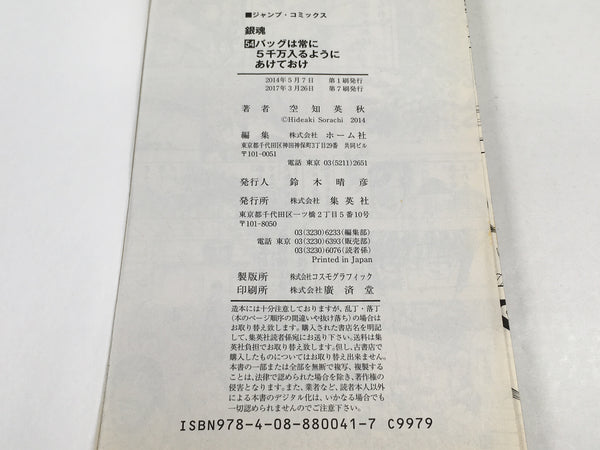 ■ジャンプ・コミックス
銀魂
54バッグは常に
５千万入るように
あけておけ
2014年5月7日 第1刷発行
2017年3月26日 第7刷発行
著者 空知英秋
©Hideaki Sorachi 2014
編集 株式会社 ホーム社
東京都千代田区神田神保町3丁目29番 共同ビル
〒101-0051
電話 東京 03(5211)2651
発行人 鈴木晴彦
発行所 株式会社 集英社
東京都千代田区一ツ橋2丁目5番10号
〒101-8050
03(3230)6233(編集部)
電話 東京 03(3230)6393(販売部)
03(3230)6076(読者係)
Printed in Japan
製版所 株式会社コスモグラフィック
印刷所 株式会社 廣済堂
造本には十分注意しておりますが、乱丁・落丁
(本のページ順序の間違いや抜け落ち)の場合は
お取り替え致します。購入された書店名を明記
して、集英社読者係宛にお送り下さい。送料は集
英社負担でお取り替え致します。但し、古書店で
購入したものについてはお取り替え出来ません。
本書の一部または全部を無断で複写、複製する
ことは、法律で認められた場合を除き、著作権の
侵害となります。また、業者など、読者本人以外に
よる本書のデジタル化は、いかなる場合でも
一切認められませんのでご注意下さい。
ISBN978-4-08-880041-7 C9979